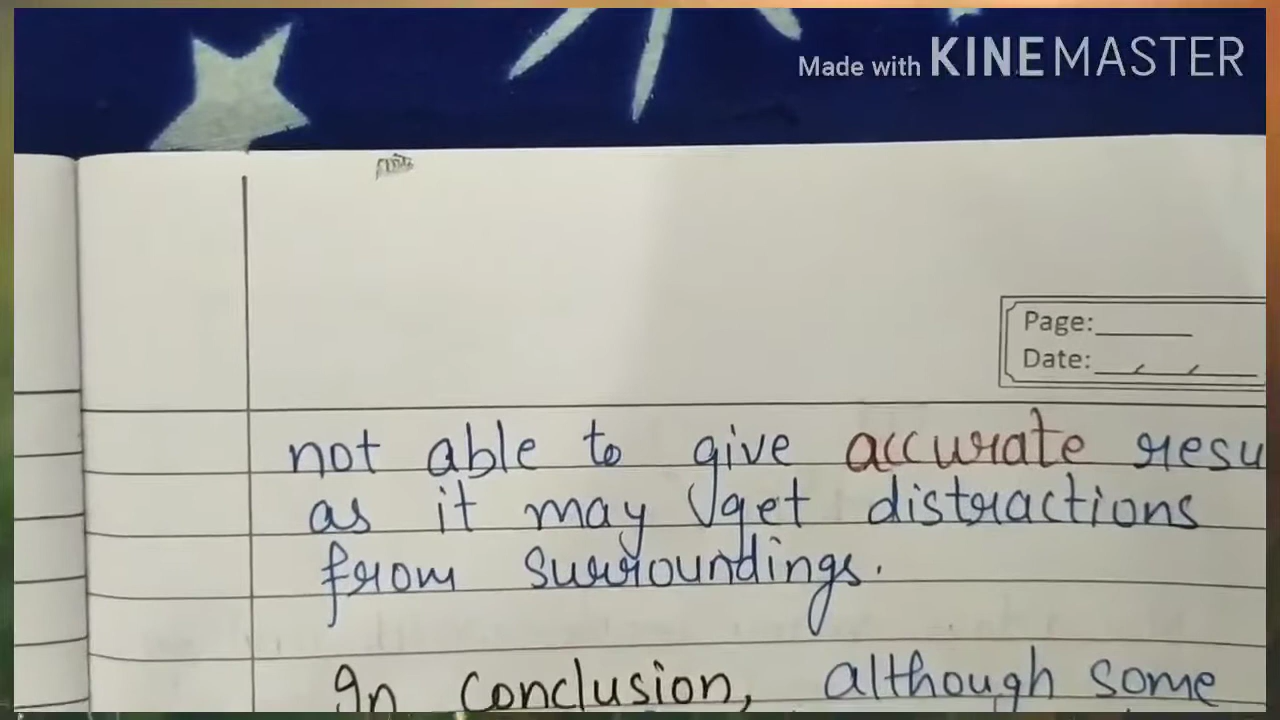 Made with KINEMASTER
Page:
Date:
not able to give accurate resu
as it may get distractions
from surroundings.
In conclusion, although some